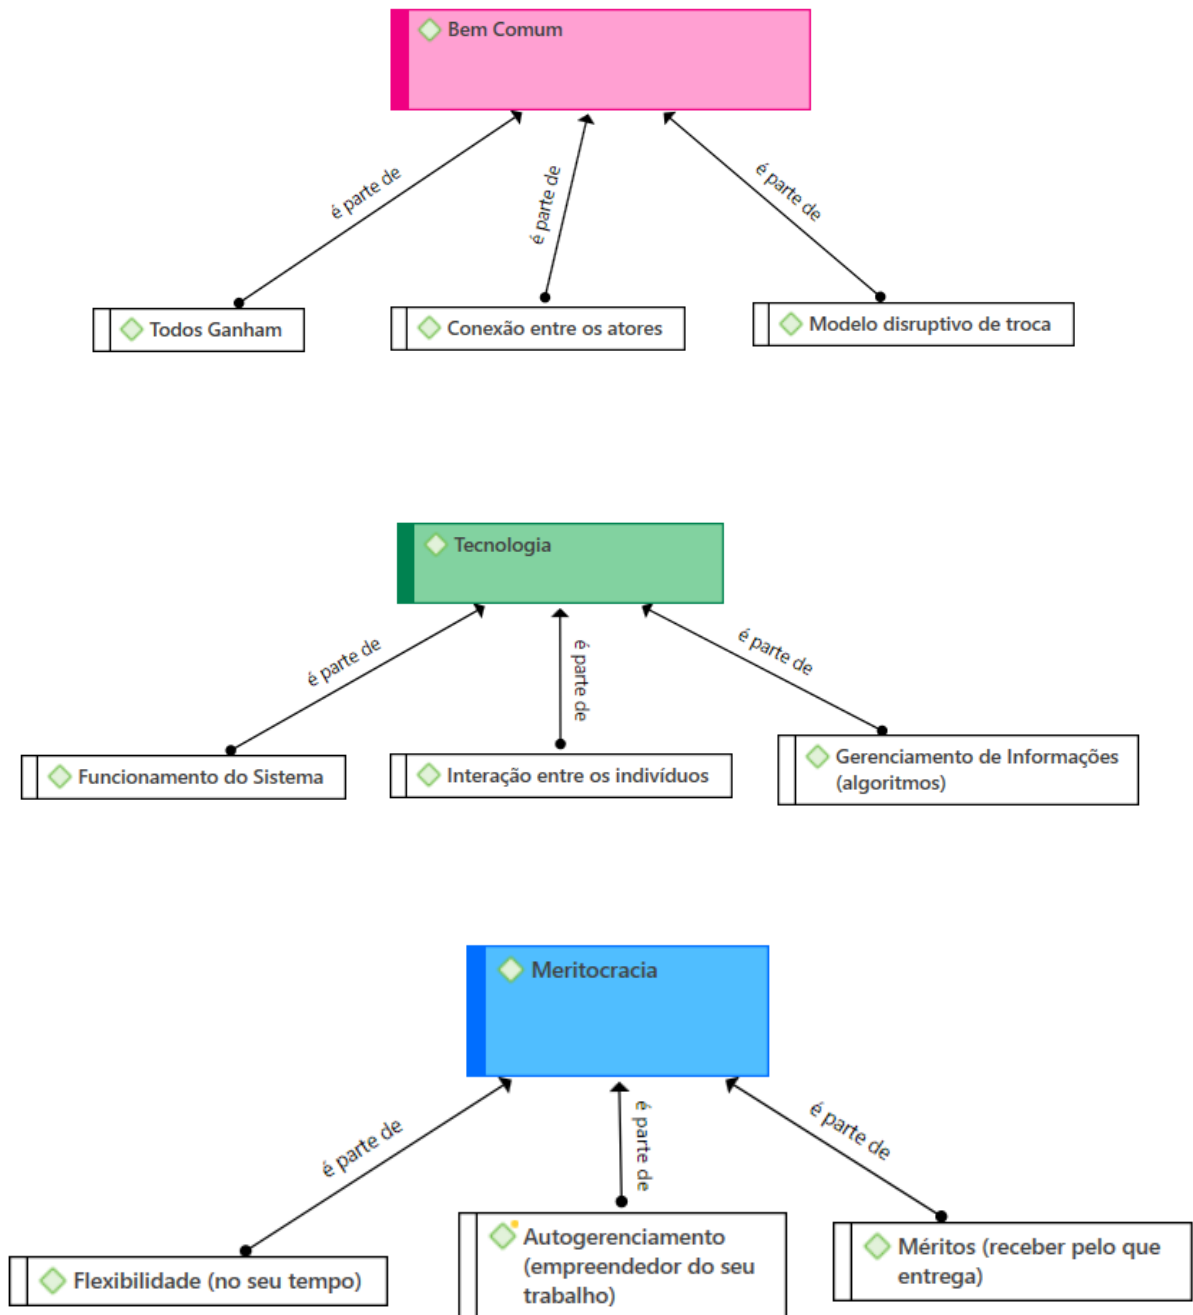 Bem Comum
é parte de
é parte de
é parte de
Todos Ganham
Conexão entre os atores
Modelo disruptivo de troca
Tecnologia
é parte de
é parte de
é parte de
Funcionamento do Sistema
Interação entre os indivíduos
Gerenciamento de Informações
(algoritmos)
Meritocracia
é parte de
é parte de
é parte de
Flexibilidade (no seu tempo)
Autogerenciamento
(empreendedor do seu
trabalho)
Méritos (receber pelo que
entrega)